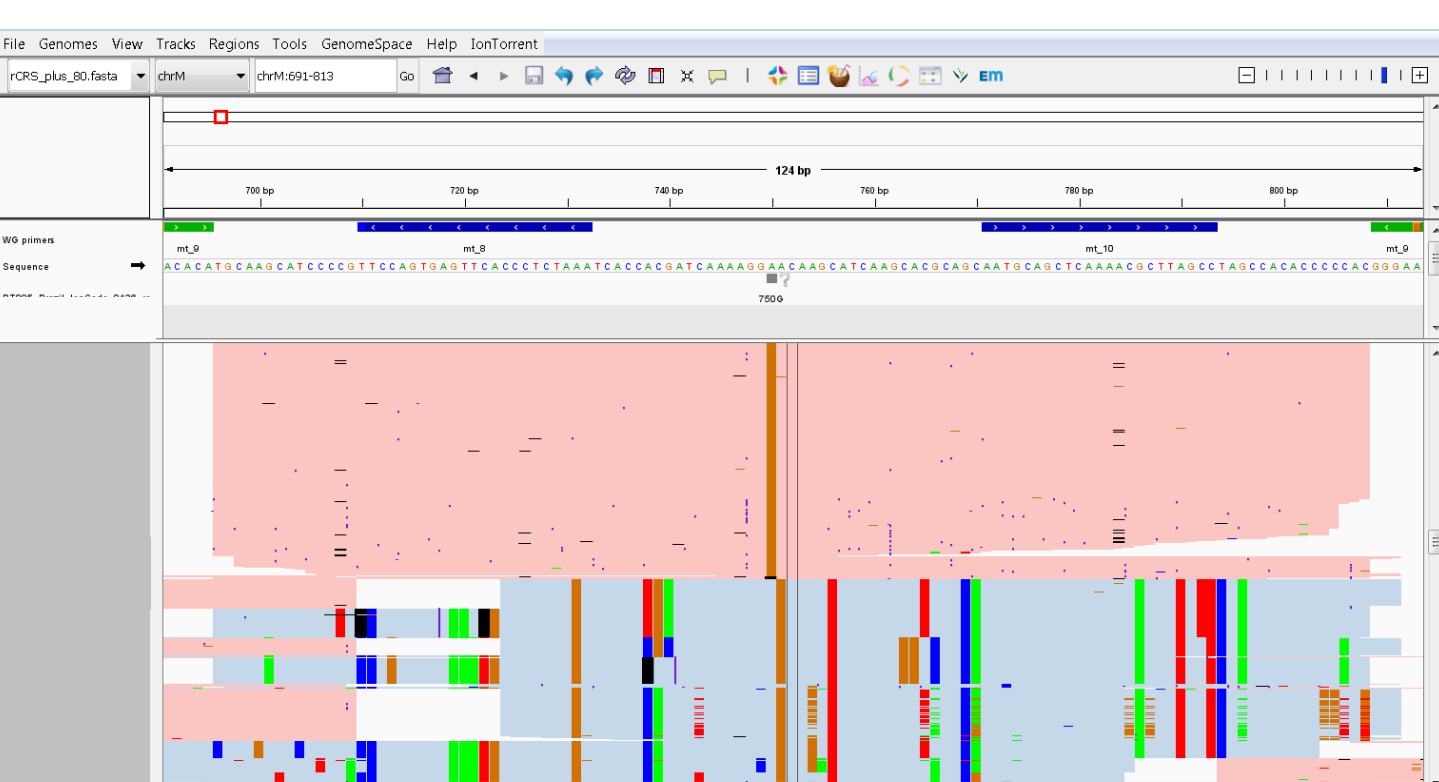 File Genomes View Tracks Regions Tools GenomeSpace Help IonTorrent
rCRS_plus_80.fasta chrM chrM:691-813 Go Em
124 bp
700 bp 720 bp 740 bp 760 bp 780 bp 800 bp
WG primers
mt_9 mt_8 mt_10 mt_9
Sequence A C A C A T G C A A G C A T C C C C G T T C C A G T G A G T T C A C C C T C T A A A T C A C C A C G A T C A A A A G G A A C A A G C A T C A A G C A C G C A G C A A T G C A G C T C A A A A C G C T T A G C C T A G C C A C A C C C C C A C G G G A A
?
750G